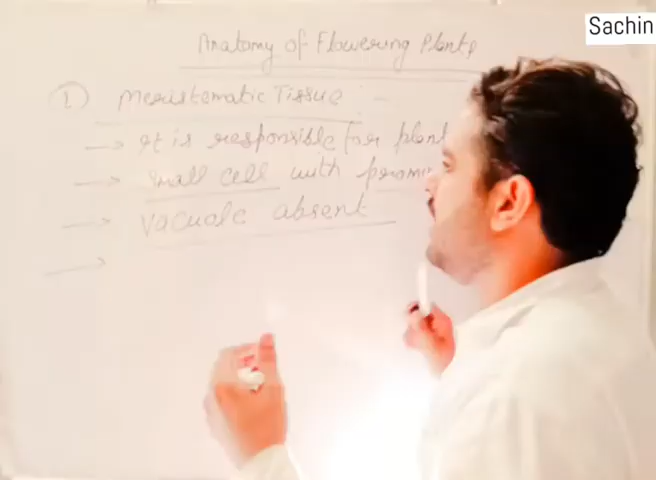 Sachin
Anatomy of Flowering Plants
1) Meristematic Tissue
→ It is responsible for plant
→ small cell with
→ Vacuole absent
→